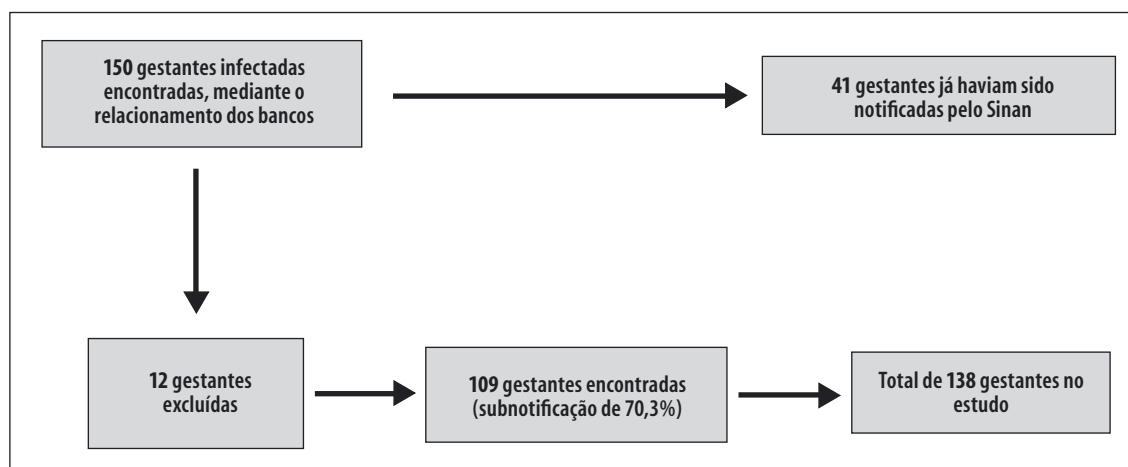 150 gestantes infectadas
encontradas, mediante o
relacionamento dos bancos
41 gestantes já haviam sido
notificadas pelo Sinan
12 gestantes
excluídas
109 gestantes encontradas
(subnotificação de 70,3%)
Total de 138 gestantes no
estudo